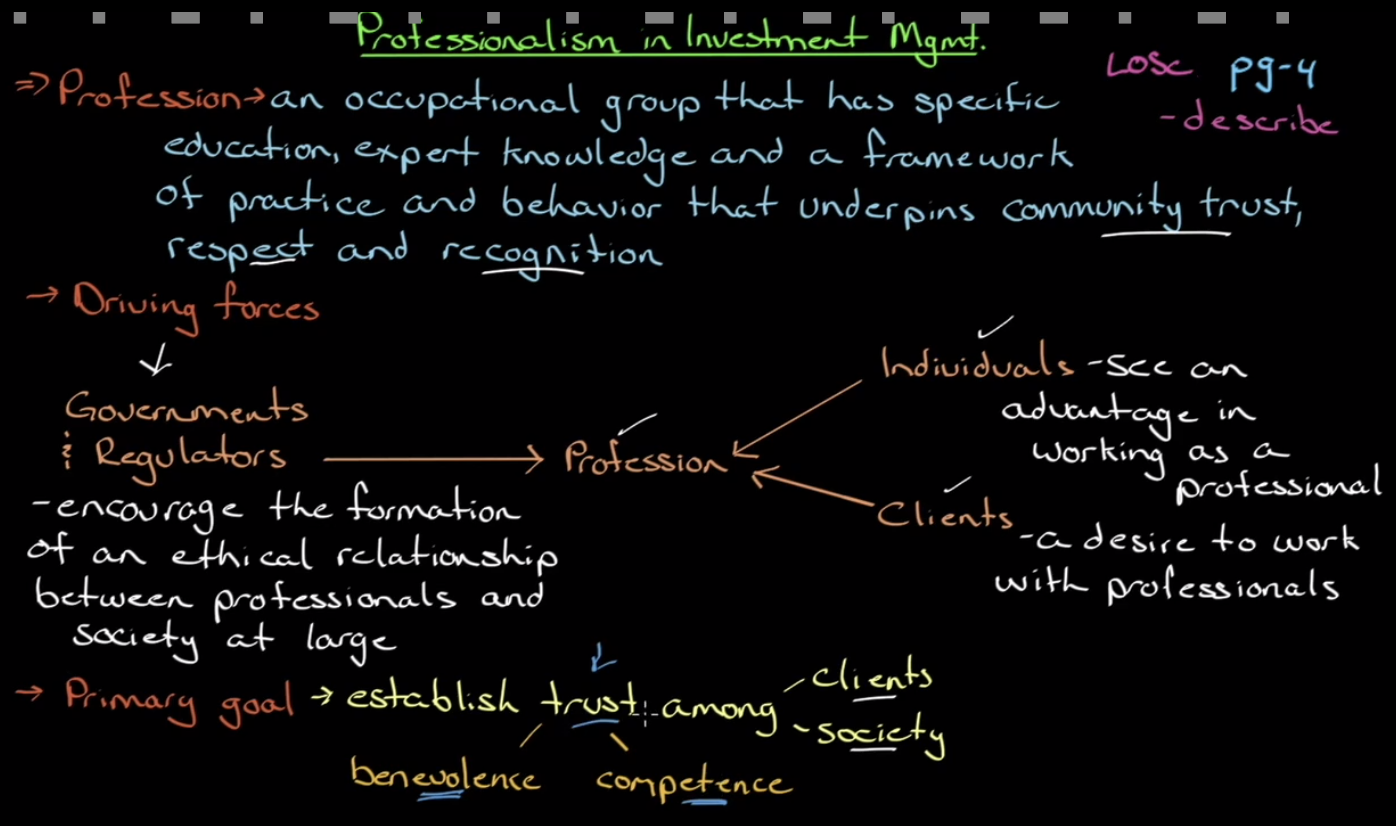 Professionalism in Investment Mgmt.
LOSc pg-4
- describe
⇒ Profession → an occupational group that has specific
education, expert knowledge and a framework
of practice and behavior that underpins community trust,
respect and recognition
→ Driving forces
↓
Governments
& Regulators
- encourage the formation
of an ethical relationship
between professionals and
society at large
Profession
Individuals - see an
advantage in
working as a
professional
Clients
- a desire to work
with professionals
→ Primary goal → establish trust among
clients
society
benevolence competence